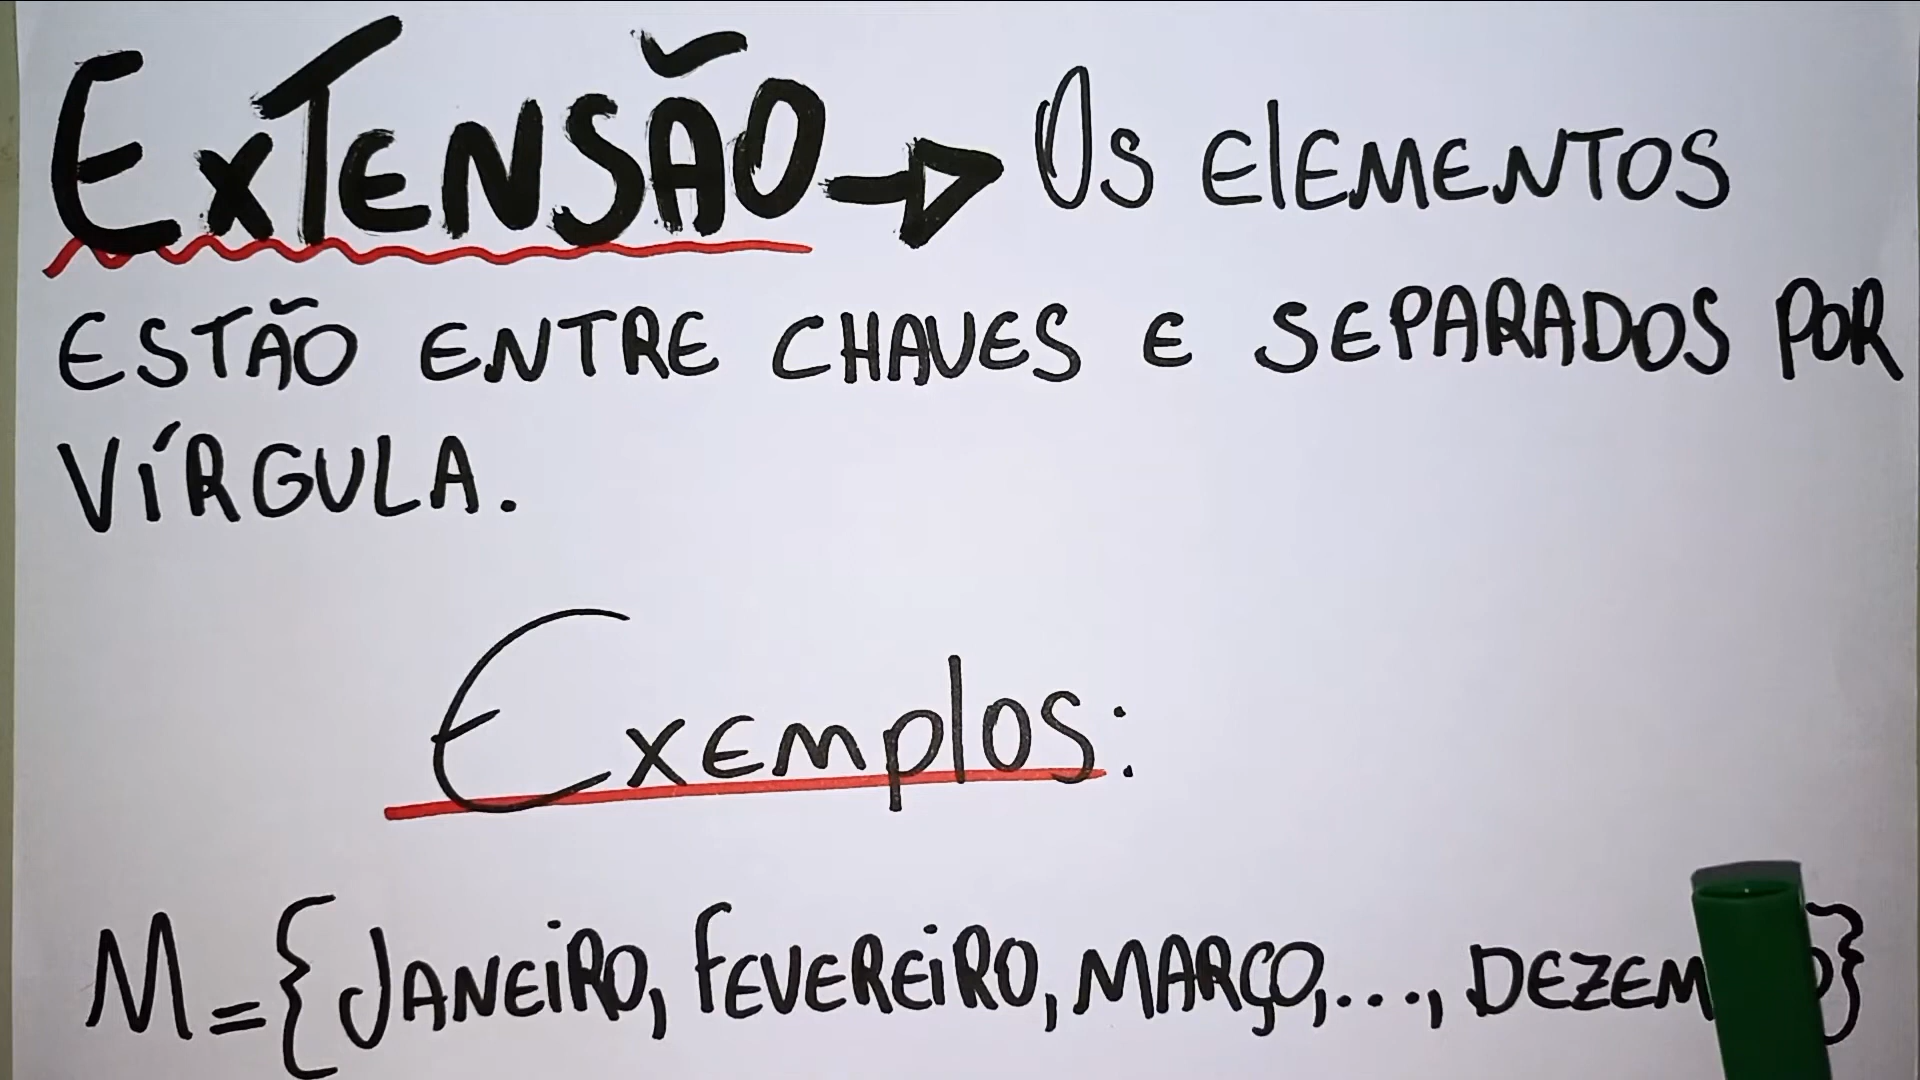 EXTENSÃO → OS ELEMENTOS
ESTÃO ENTRE CHAVES E SEPARADOS POR
VÍRGULA.
EXEMPLOS:
M = {JANEIRO, FEVEREIRO, MARÇO, ..., DEZEM O}